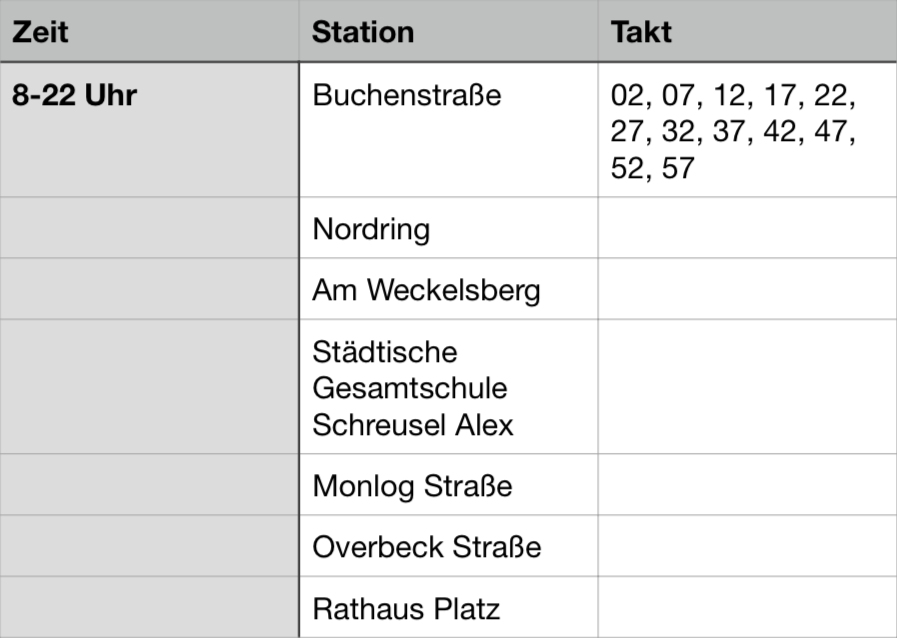 Zeit Station Takt
8-22 Uhr Buchenstraße 02, 07, 12, 17, 22,
27, 32, 37, 42, 47,
52, 57
Nordring
Am Weckelsberg
Städtische
Gesamtschule
Schreusel Alex
Monlog Straße
Overbeck Straße
Rathaus Platz